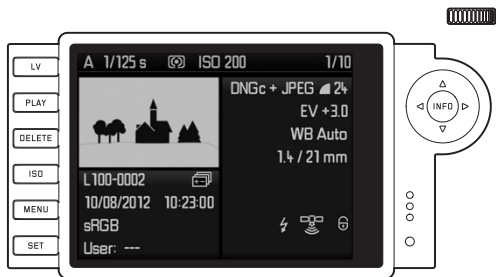 LV
PLAY
DELETE
ISO
MENU
SET
A 1/125 s ISO 200 1/10
DNGc + JPEG 24
EV +3.0
WB Auto
1.4 / 21 mm
L100-0002
10/08/2012 10:23:00
sRGB
User: ---
INFO